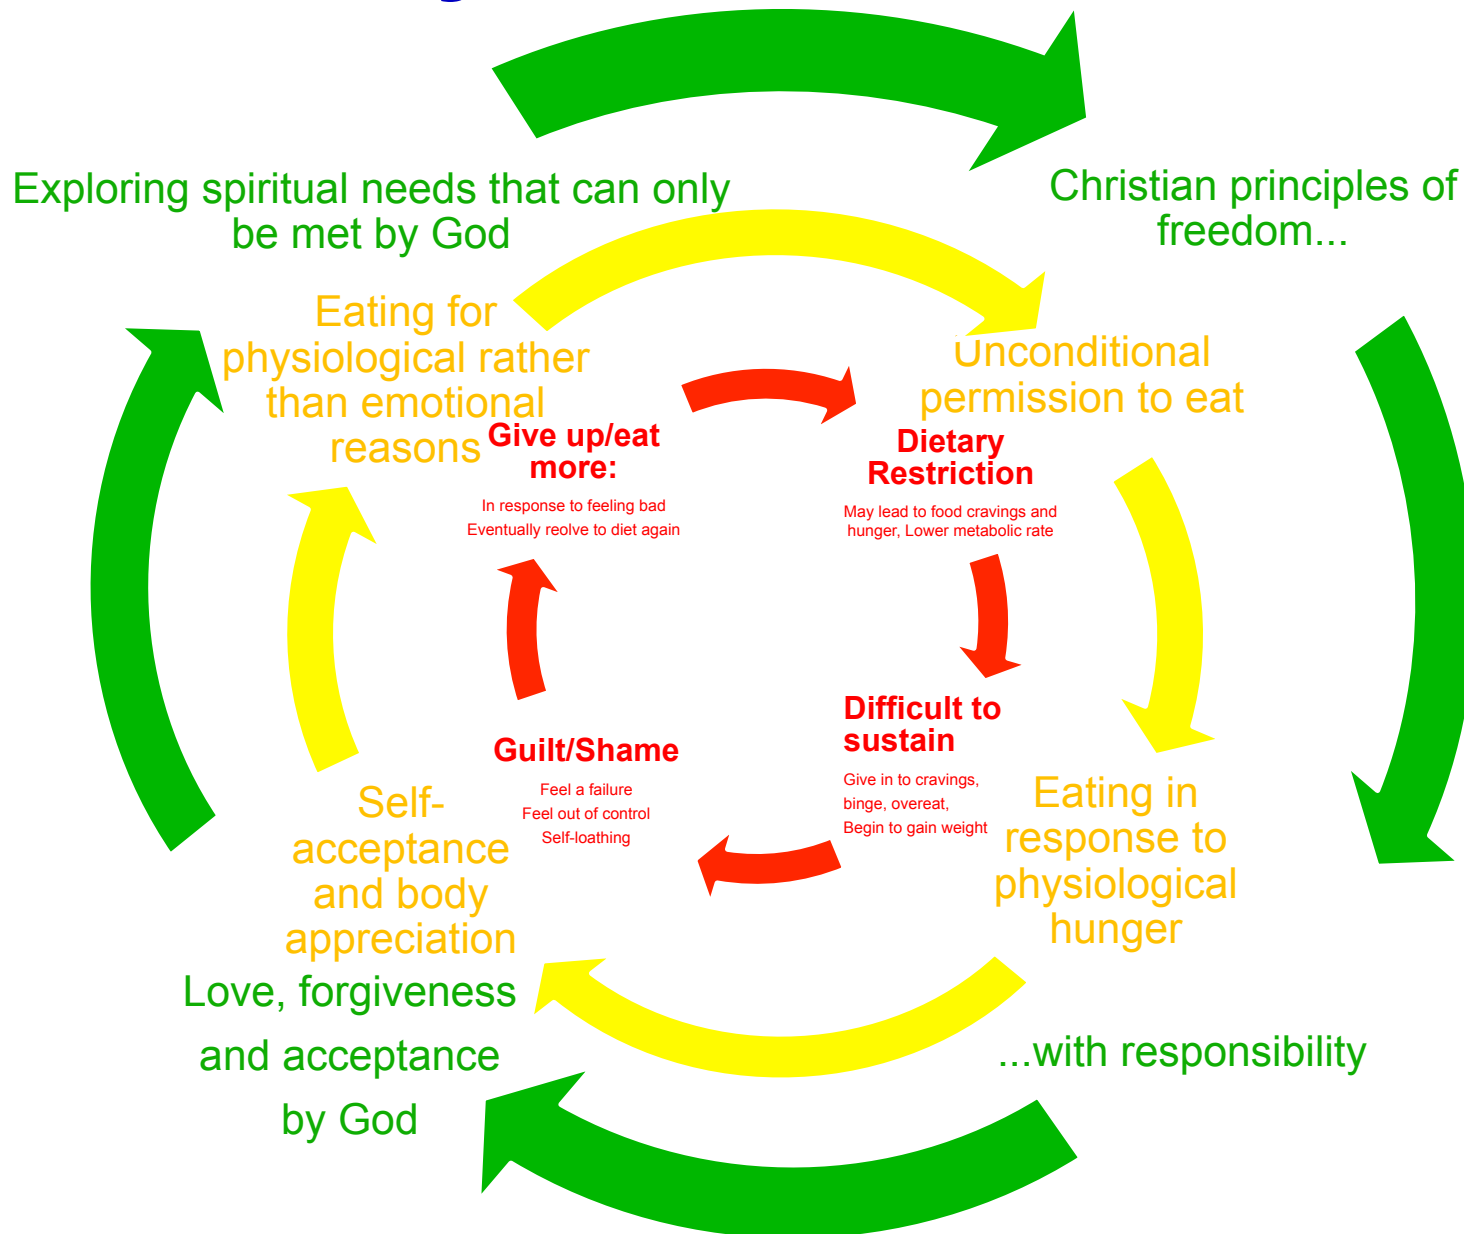 Exploring spiritual needs that can only
be met by God
Christian principles of
freedom...
Eating for
physiological rather
than emotional
reasons
Unconditional
permission to eat
Give up/eat
more:
In response to feeling bad
Eventually reolve to diet again
Dietary
Restriction
May lead to food cravings and
hunger, Lower metabolic rate
Difficult to
sustain
Give in to cravings,
binge, overeat,
Begin to gain weight
Guilt/Shame
Feel a failure
Feel out of control
Self-loathing
Self-
acceptance
and body
appreciation
Eating in
response to
physiological
hunger
Love, forgiveness
and acceptance
by God
...with responsibility